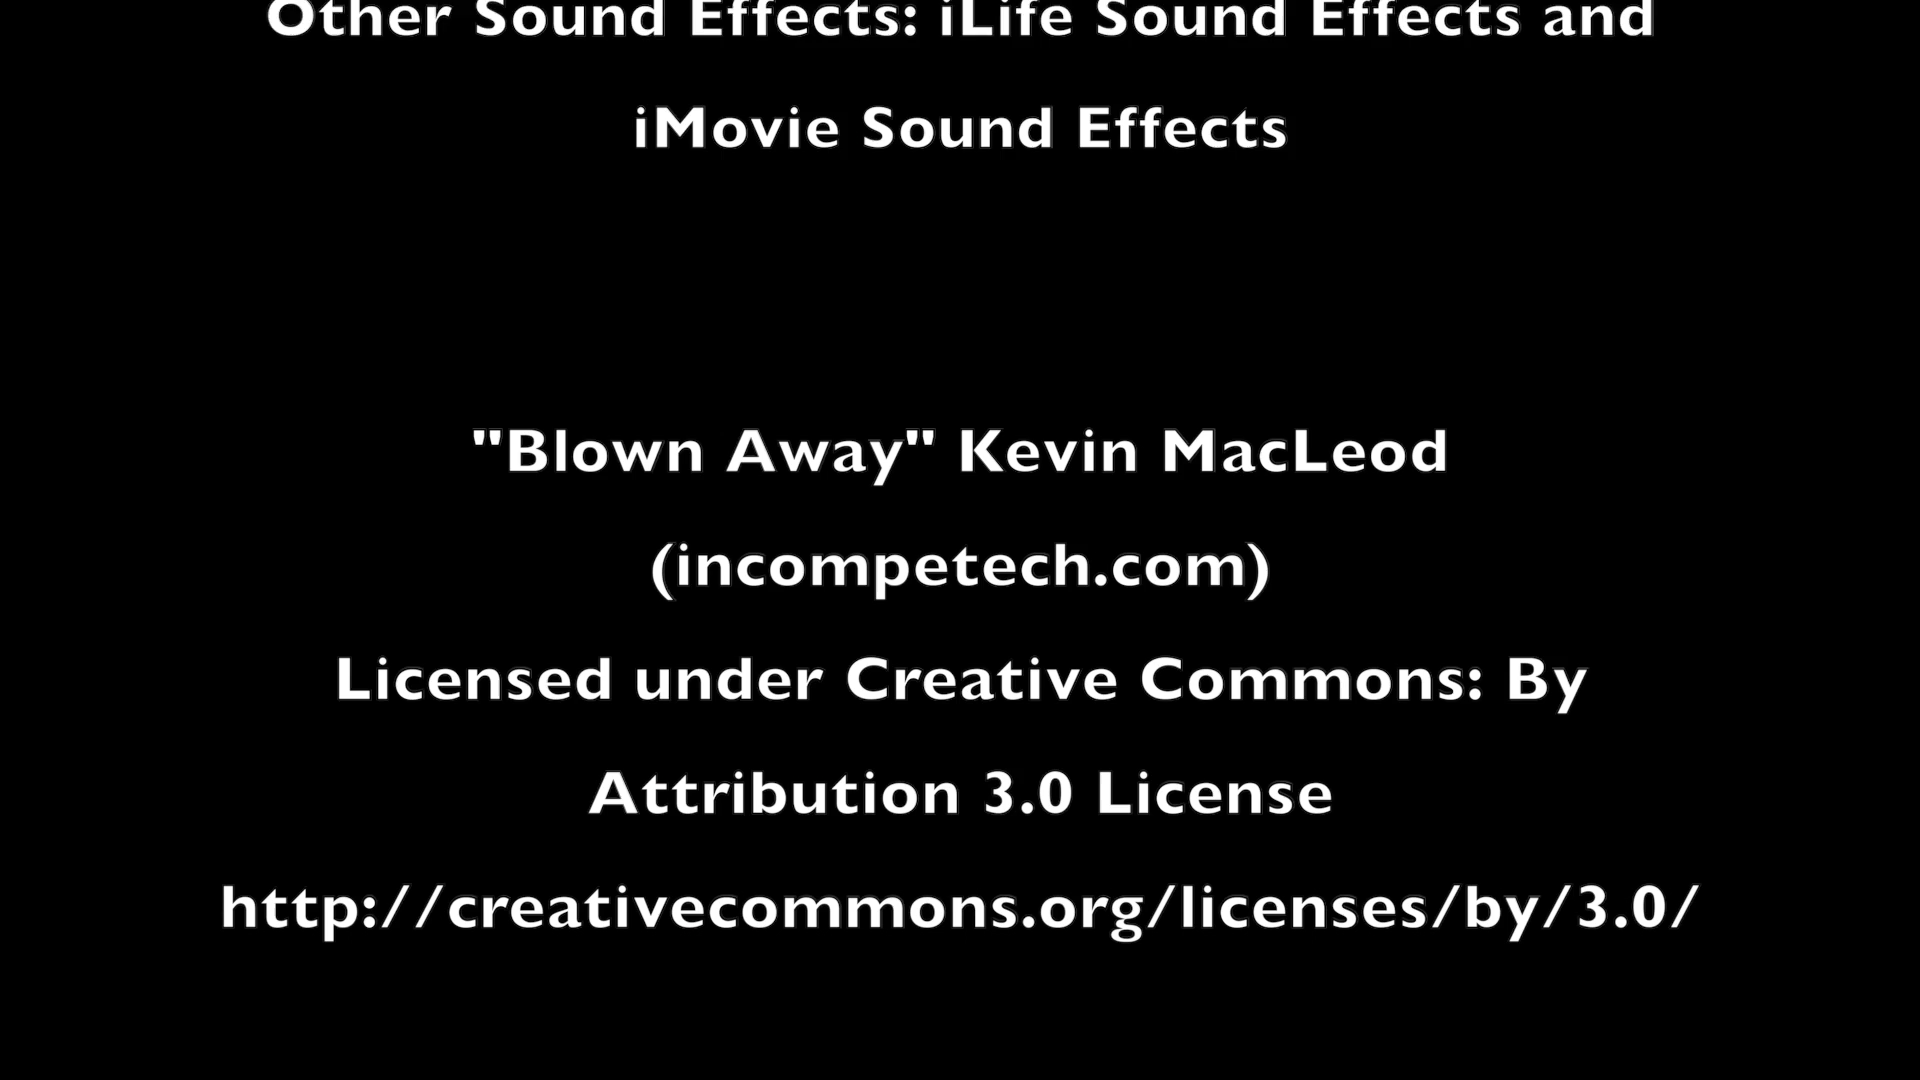 Other Sound Effects: iLife Sound Effects and
iMovie Sound Effects
"Blown Away" Kevin MacLeod
(incompetech.com)
Licensed under Creative Commons: By
Attribution 3.0 License
http://creativecommons.org/licenses/by/3.0/